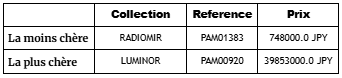 Collection Reference Prix
La moins chère RADIOMIR PAM01383 748000.0 JPY
La plus chère LUMINOR PAM00920 39853000.0 JPY